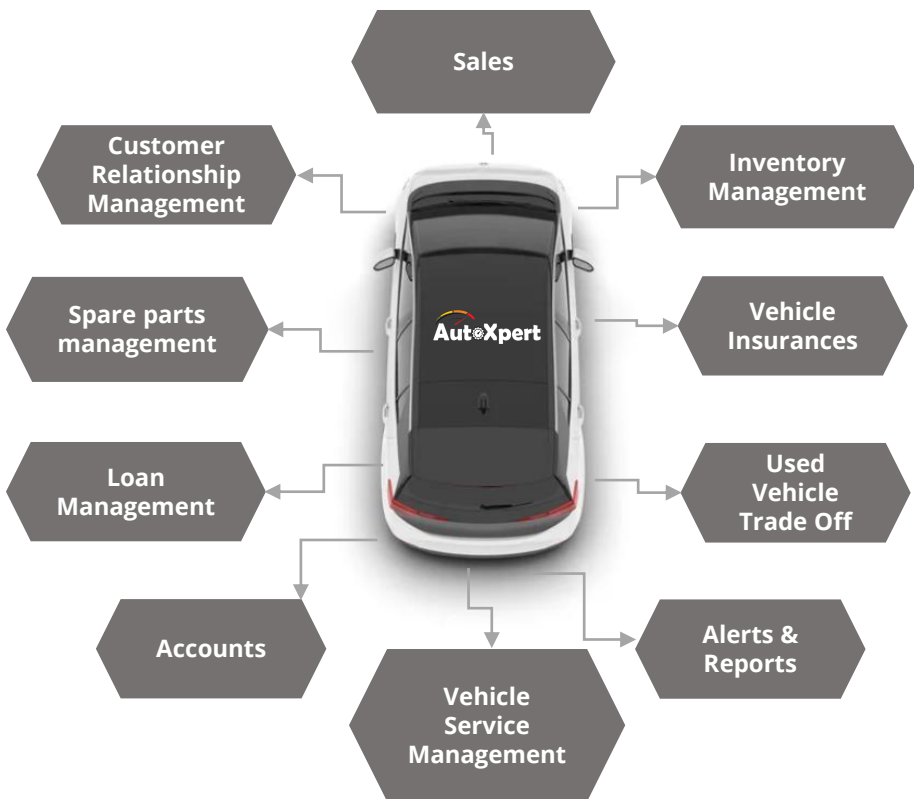 Sales
Customer
Relationship
Management
Inventory
Management
Spare parts
management
AutoXpert
Vehicle
Insurances
Loan
Management
Used
Vehicle
Trade Off
Accounts
Alerts &
Reports
Vehicle
Service
Management